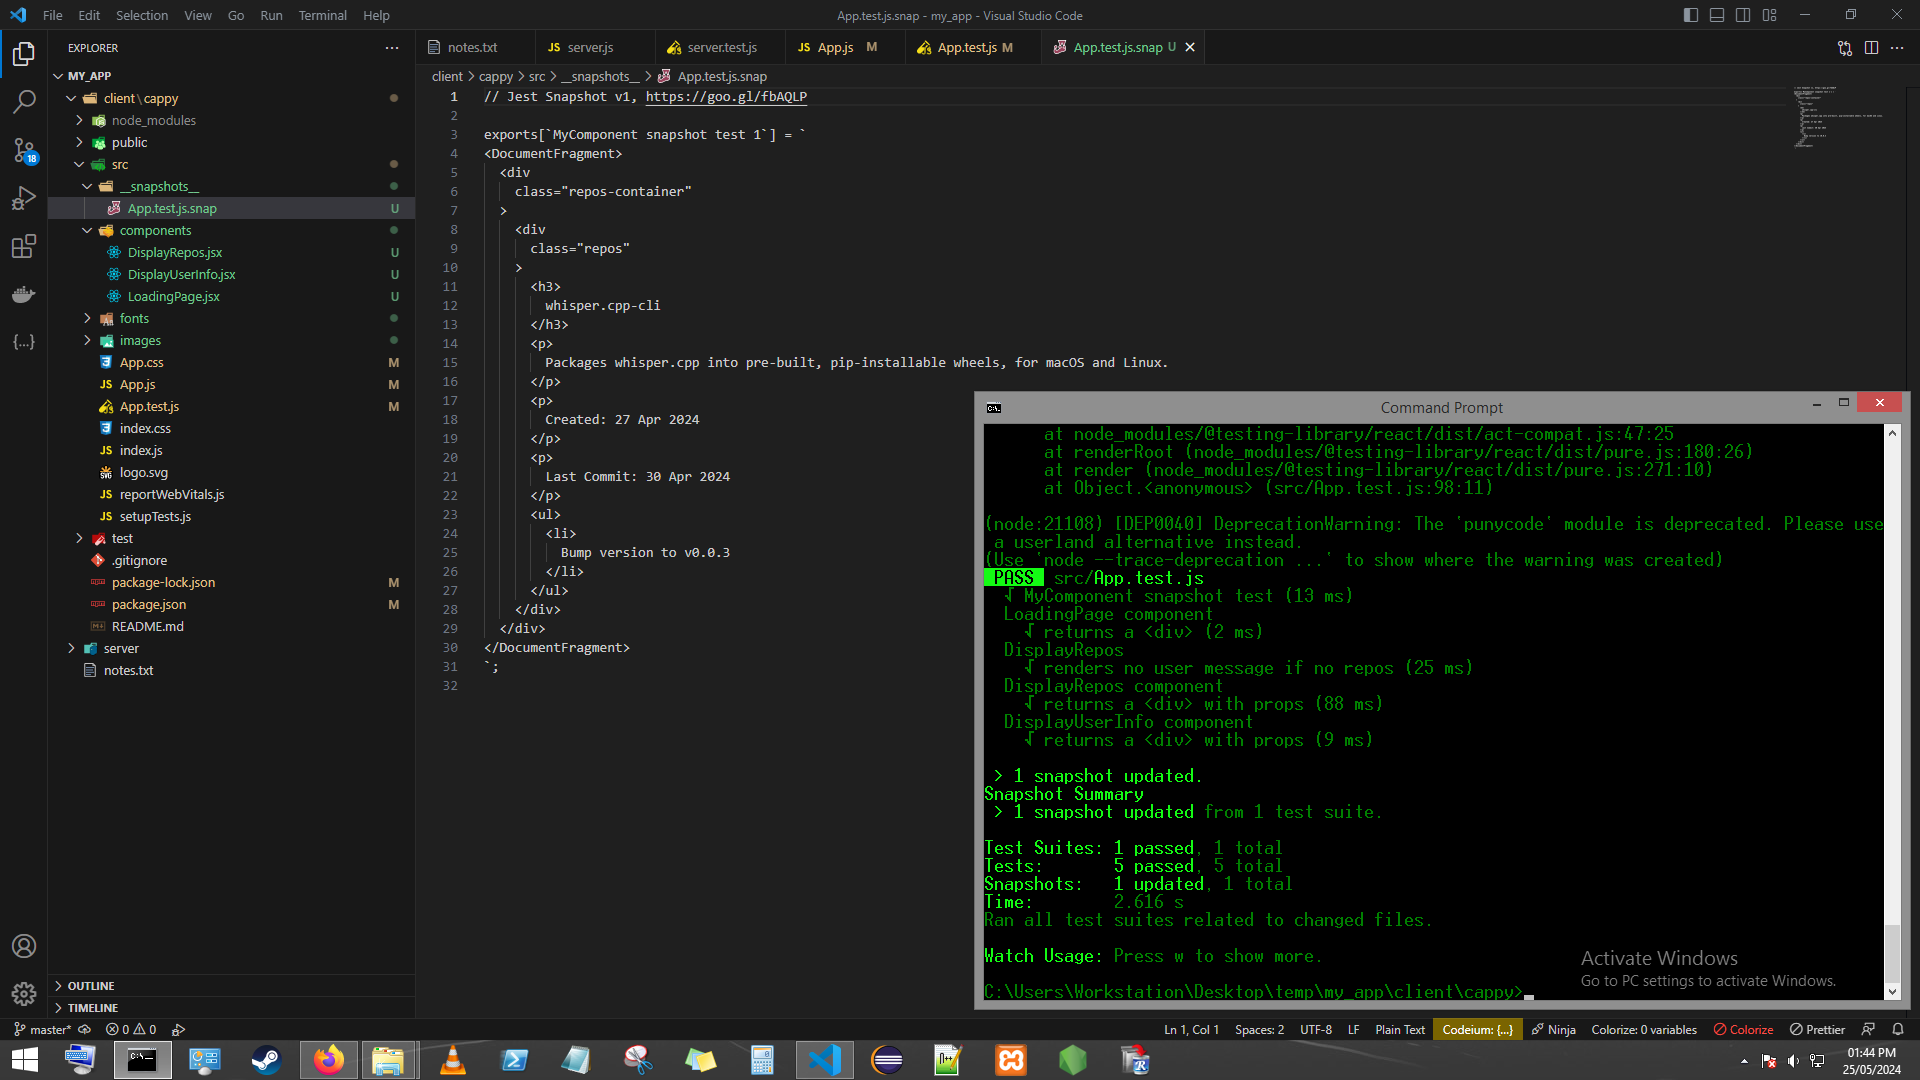 File Edit Selection View Go Run Terminal Help
App.test.js.snap - my_app - Visual Studio Code
EXPLORER
MY_APP
client\cappy
node_modules
public
src
__snapshots__
App.test.js.snap U
components
DisplayRepos.jsx U
DisplayUserInfo.jsx U
LoadingPage.jsx U
fonts
images
App.css M
App.js M
App.test.js M
index.css
index.js
logo.svg
reportWebVitals.js
setupTests.js
test
.gitignore
package-lock.json M
package.json M
README.md
server
notes.txt
OUTLINE
TIMELINE
18
notes.txt
JS server.js
server.test.js
JS App.js M
App.test.js M
App.test.js.snap U
client > cappy > src > __snapshots__ > App.test.js.snap
1 // Jest Snapshot v1, https://goo.gl/fbAQLP
2
3 exports[`MyComponent snapshot test 1`] = `
4 <DocumentFragment>
5 <div
6 class="repos-container"
7 >
8 <div
9 class="repos"
10 >
11 <h3>
12 whisper.cpp-cli
13 </h3>
14 <p>
15 Packages whisper.cpp into pre-built, pip-installable wheels, for macOS and Linux.
16 </p>
17 <p>
18 Created: 27 Apr 2024
19 </p>
20 <p>
21 Last Commit: 30 Apr 2024
22 </p>
23 <ul>
24 <li>
25 Bump version to v0.0.3
26 </li>
27 </ul>
28 </div>
29 </div>
30 </DocumentFragment>
31 `;
32
Command Prompt
at node_modules/@testing-library/react/dist/act-compat.js:47:25
at renderRoot (node_modules/@testing-library/react/dist/pure.js:180:26)
at render (node_modules/@testing-library/react/dist/pure.js:271:10)
at Object.<anonymous> (src/App.test.js:98:11)
(node:21108) [DEP0040] DeprecationWarning: The 'punycode' module is deprecated. Please use
a userland alternative instead.
(Use 'node --trace-deprecation ...' to show where the warning was created)
PASS src/App.test.js
√ MyComponent snapshot test (13 ms)
LoadingPage component
√ returns a <div> (2 ms)
DisplayRepos
√ renders no user message if no repos (25 ms)
DisplayRepos component
√ returns a <div> with props (88 ms)
DisplayUserInfo component
√ returns a <div> with props (9 ms)
> 1 snapshot updated.
Snapshot Summary
> 1 snapshot updated from 1 test suite.
Test Suites: 1 passed, 1 total
Tests: 5 passed, 5 total
Snapshots: 1 updated, 1 total
Time: 2.616 s
Ran all test suites related to changed files.
Watch Usage: Press w to show more.
C:\Users\Workstation\Desktop\temp\my_app\client\cappy>
Activate Windows
Go to PC settings to activate Windows.
master* 0 0
Ln 1, Col 1 Spaces: 2 UTF-8 LF Plain Text Codeium: {...} Ninja Colorize: 0 variables Colorize Prettier
01:44 PM
25/05/2024